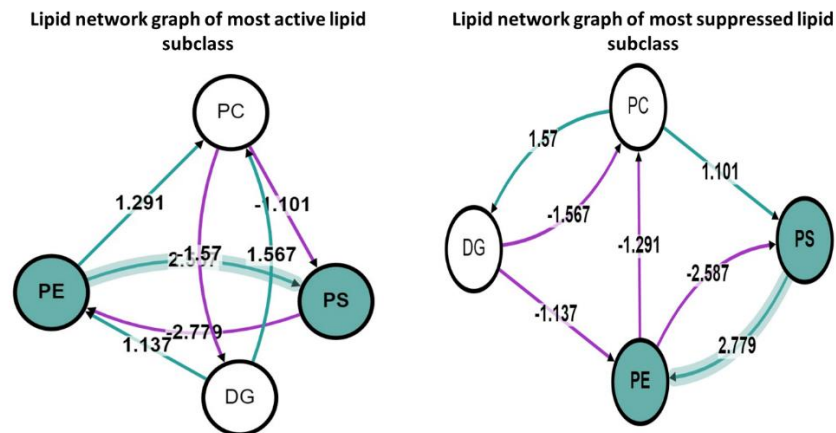 Lipid network graph of most active lipid
subclass
PC
1.291
-1.101
-1.57
1.567
PE
PS
-2.779
1.137
DG
Lipid network graph of most suppressed lipid
subclass
PC
1.57
1.101
-1.567
DG
PS
-1.291
-2.587
-1.137
2.779
PE